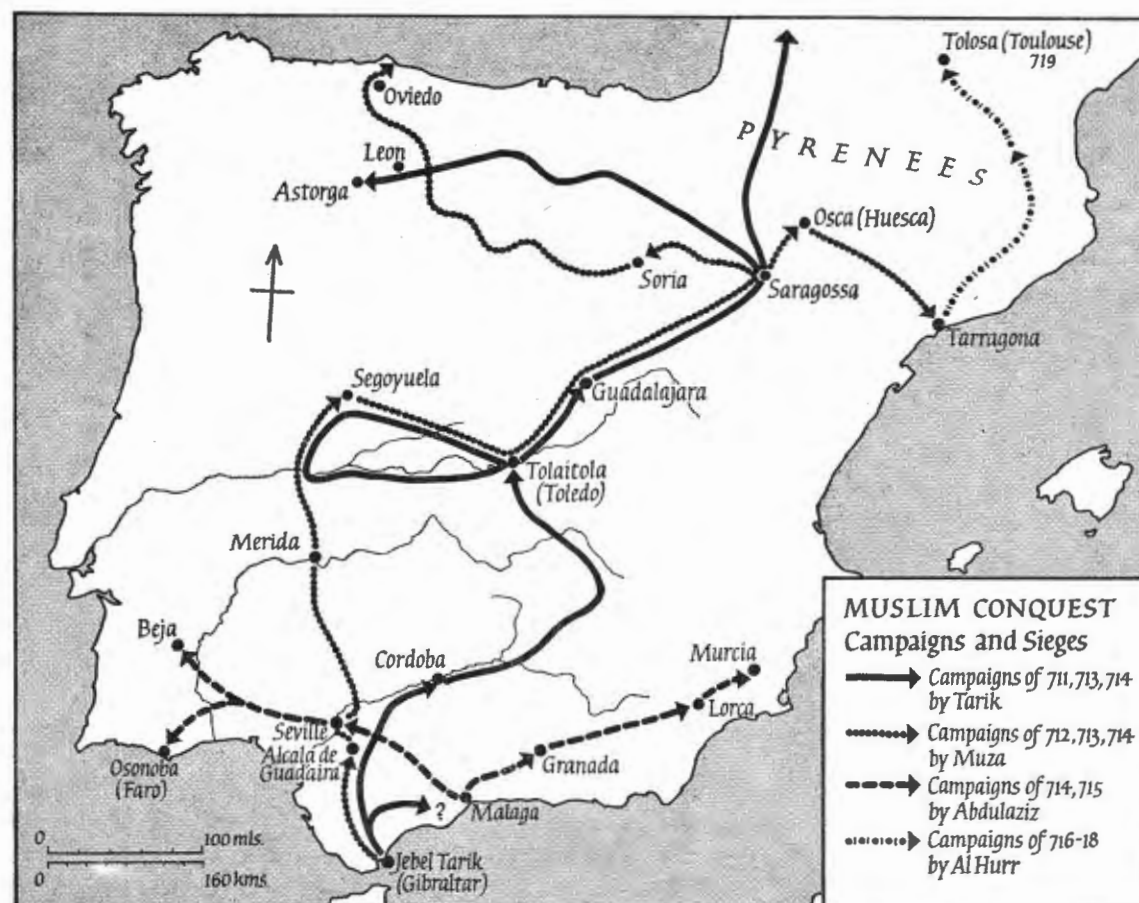 Tolosa (Toulouse)
719
Oviedo
PYRENEES
Leon
Astorga
Osca (Huesca)
Soria
Saragossa
Tarragona
Segoyuela
Guadalajara
Tolaitola
(Toledo)
Merida
Beja
Cordoba
Murcia
Lorca
Seville
Alcala de
Guadaira
Osonoba
(Faro)
Granada
?
Malaga
Jebel Tarik
(Gibraltar)
0 100 mls.
0 160 kms.
MUSLIM CONQUEST
Campaigns and Sieges
Campaigns of 711, 713, 714
by Tarik
Campaigns of 712, 713, 714
by Muza
Campaigns of 714, 715
by Abdulaziz
Campaigns of 716-18
by Al Hurr